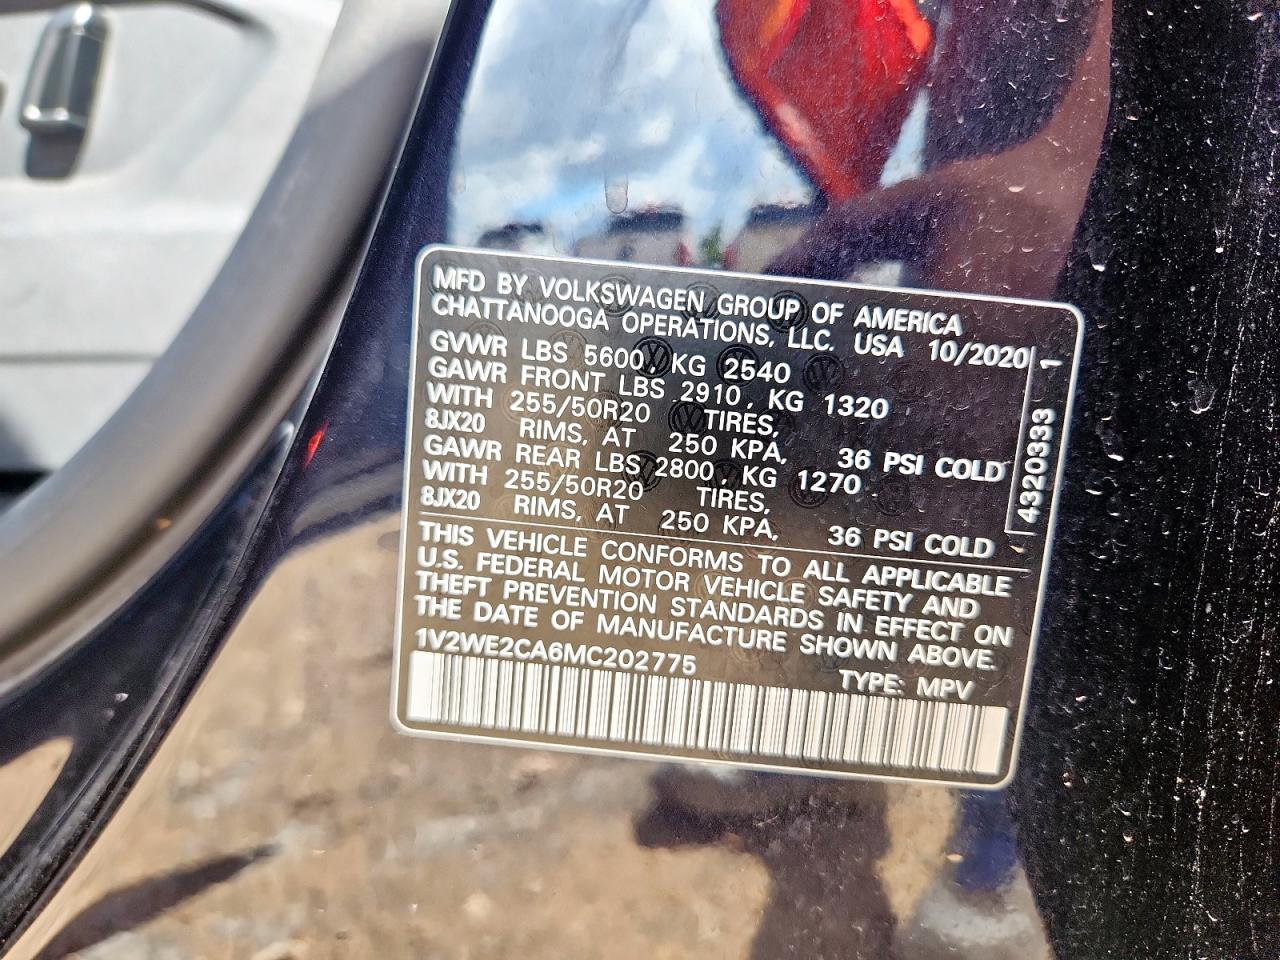 MFD BY VOLKSWAGEN GROUP OF AMERICA
CHATTANOOGA OPERATIONS, LLC, USA 10/2020
GVWR LBS 5600, KG 2540
GAWR FRONT LBS 2910, KG 1320
WITH 255/50R20 TIRES,
8JX20 RIMS, AT 250 KPA, 36 PSI COLD
GAWR REAR LBS 2800, KG 1270
WITH 255/50R20 TIRES,
8JX20 RIMS, AT 250 KPA, 36 PSI COLD
THIS VEHICLE CONFORMS TO ALL APPLICABLE
U.S. FEDERAL MOTOR VEHICLE SAFETY AND
THEFT PREVENTION STANDARDS IN EFFECT ON
THE DATE OF MANUFACTURE SHOWN ABOVE.
1V2WE2CA6MC202775 TYPE: MPV
4320333 1